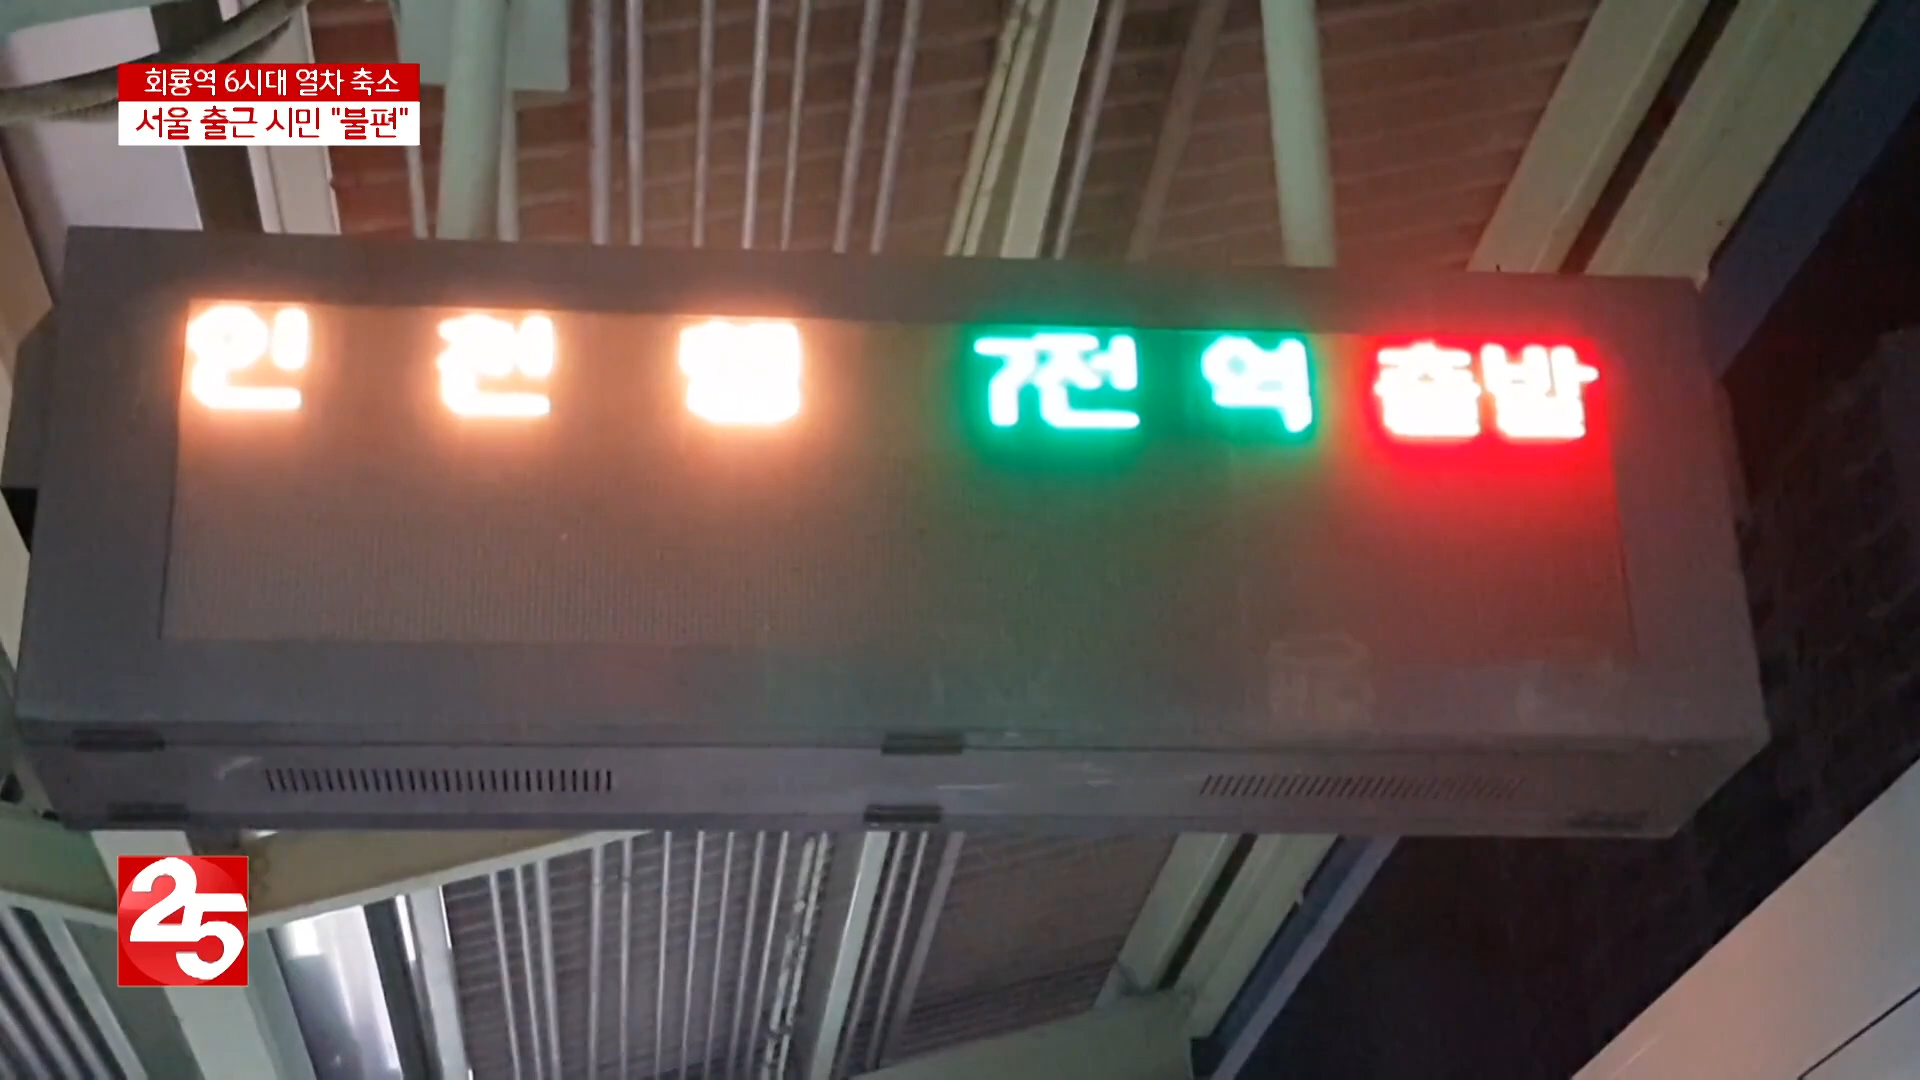 회룡역 6시대 열차 축소
서울 출근 시민 "불편"
인 천 행 7전 역 출발
25